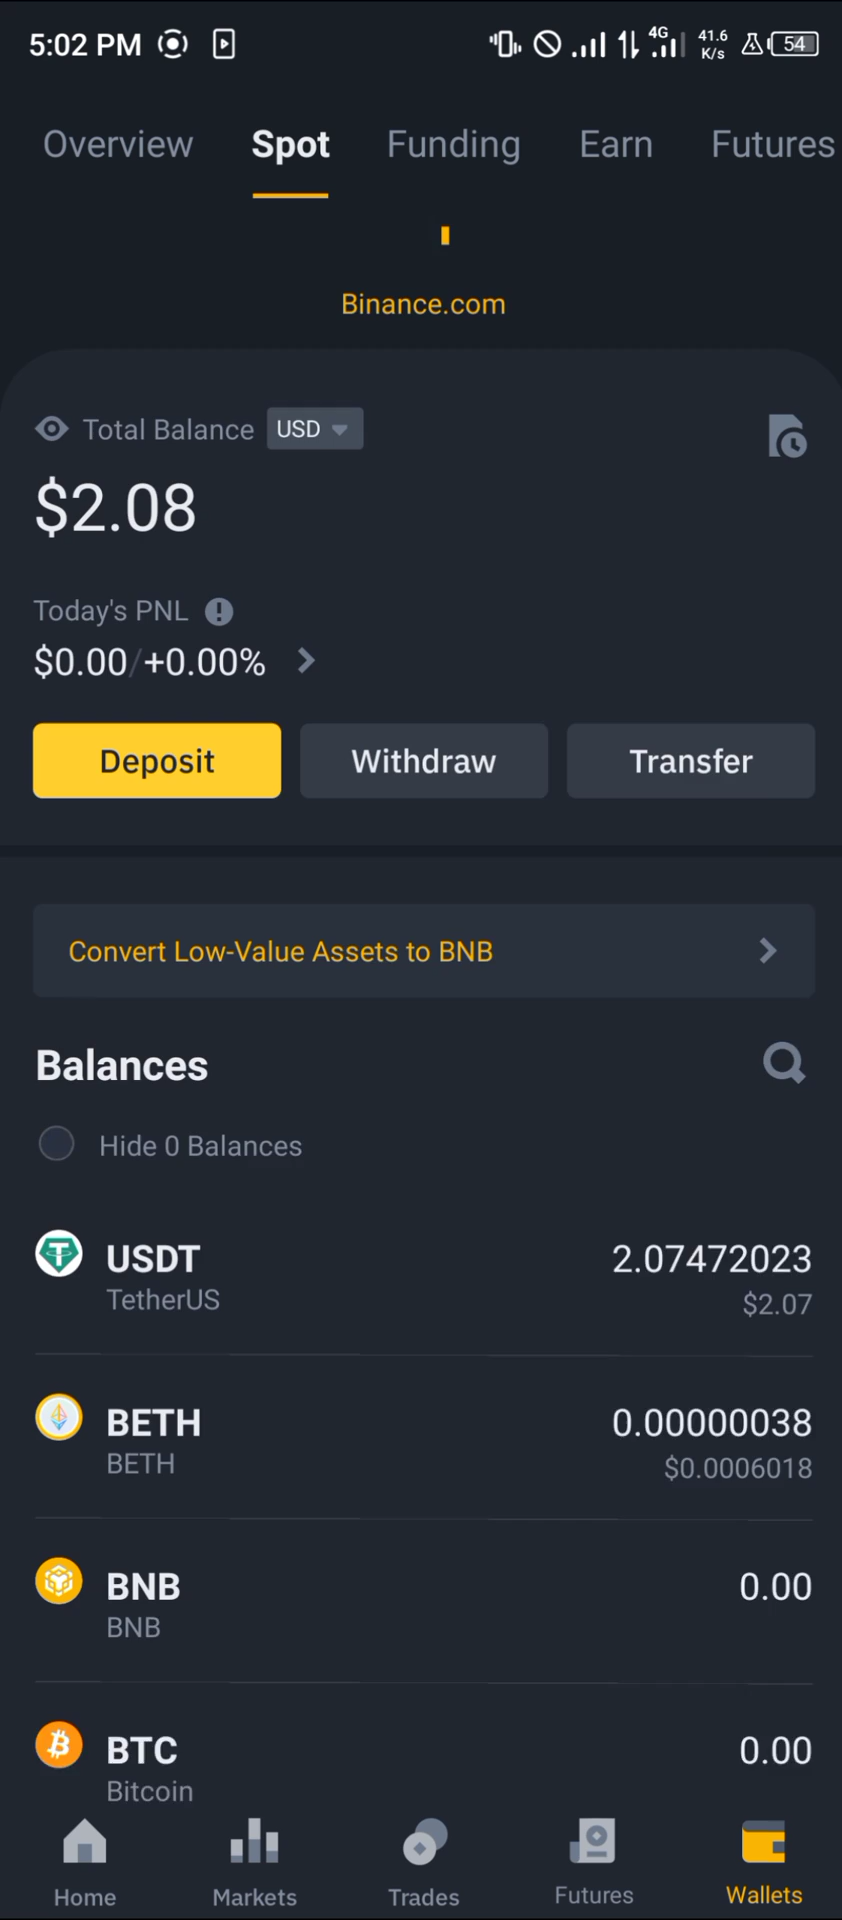 5:02 PM 4G 41.6 K/s 54
Overview Spot Funding Earn Futures
Binance.com
Total Balance USD
$2.08
Today's PNL
$0.00/+0.00%
Deposit Withdraw Transfer
Convert Low-Value Assets to BNB
Balances
Hide 0 Balances
USDT 2.07472023
TetherUS $2.07
BETH 0.00000038
BETH $0.0006018
BNB 0.00
BNB
BTC 0.00
Bitcoin
Home Markets Trades Futures Wallets